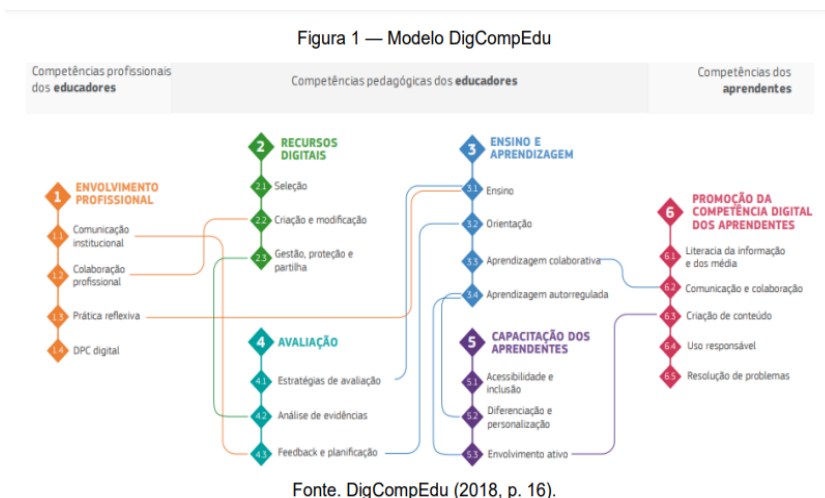 Figura 1 — Modelo DigCompEdu
Competências profissionais
dos educadores
Competências pedagógicas dos educadores
Competências dos
aprendentes
1 ENVOLVIMENTO
PROFISSIONAL
1.1 Comunicação
institucional
1.2 Colaboração
profissional
1.3 Prática reflexiva
1.4 DPC digital
2 RECURSOS
DIGITAIS
2.1 Seleção
2.2 Criação e modificação
2.3 Gestão, proteção e
partilha
3 ENSINO E
APRENDIZAGEM
3.1 Ensino
3.2 Orientação
3.3 Aprendizagem colaborativa
3.4 Aprendizagem autorregulada
4 AVALIAÇÃO
4.1 Estratégias de avaliação
4.2 Análise de evidências
4.3 Feedback e planificação
5 CAPACITAÇÃO DOS
APRENDENTES
5.1 Acessibilidade e
inclusão
5.2 Diferenciação e
personalização
5.3 Envolvimento ativo
6 PROMOÇÃO DA
COMPETÊNCIA DIGITAL
DOS APRENDENTES
6.1 Literacia da informação
e dos média
6.2 Comunicação e colaboração
6.3 Criação de conteúdo
6.4 Uso responsável
6.5 Resolução de problemas
Fonte. DigCompEdu (2018, p. 16).